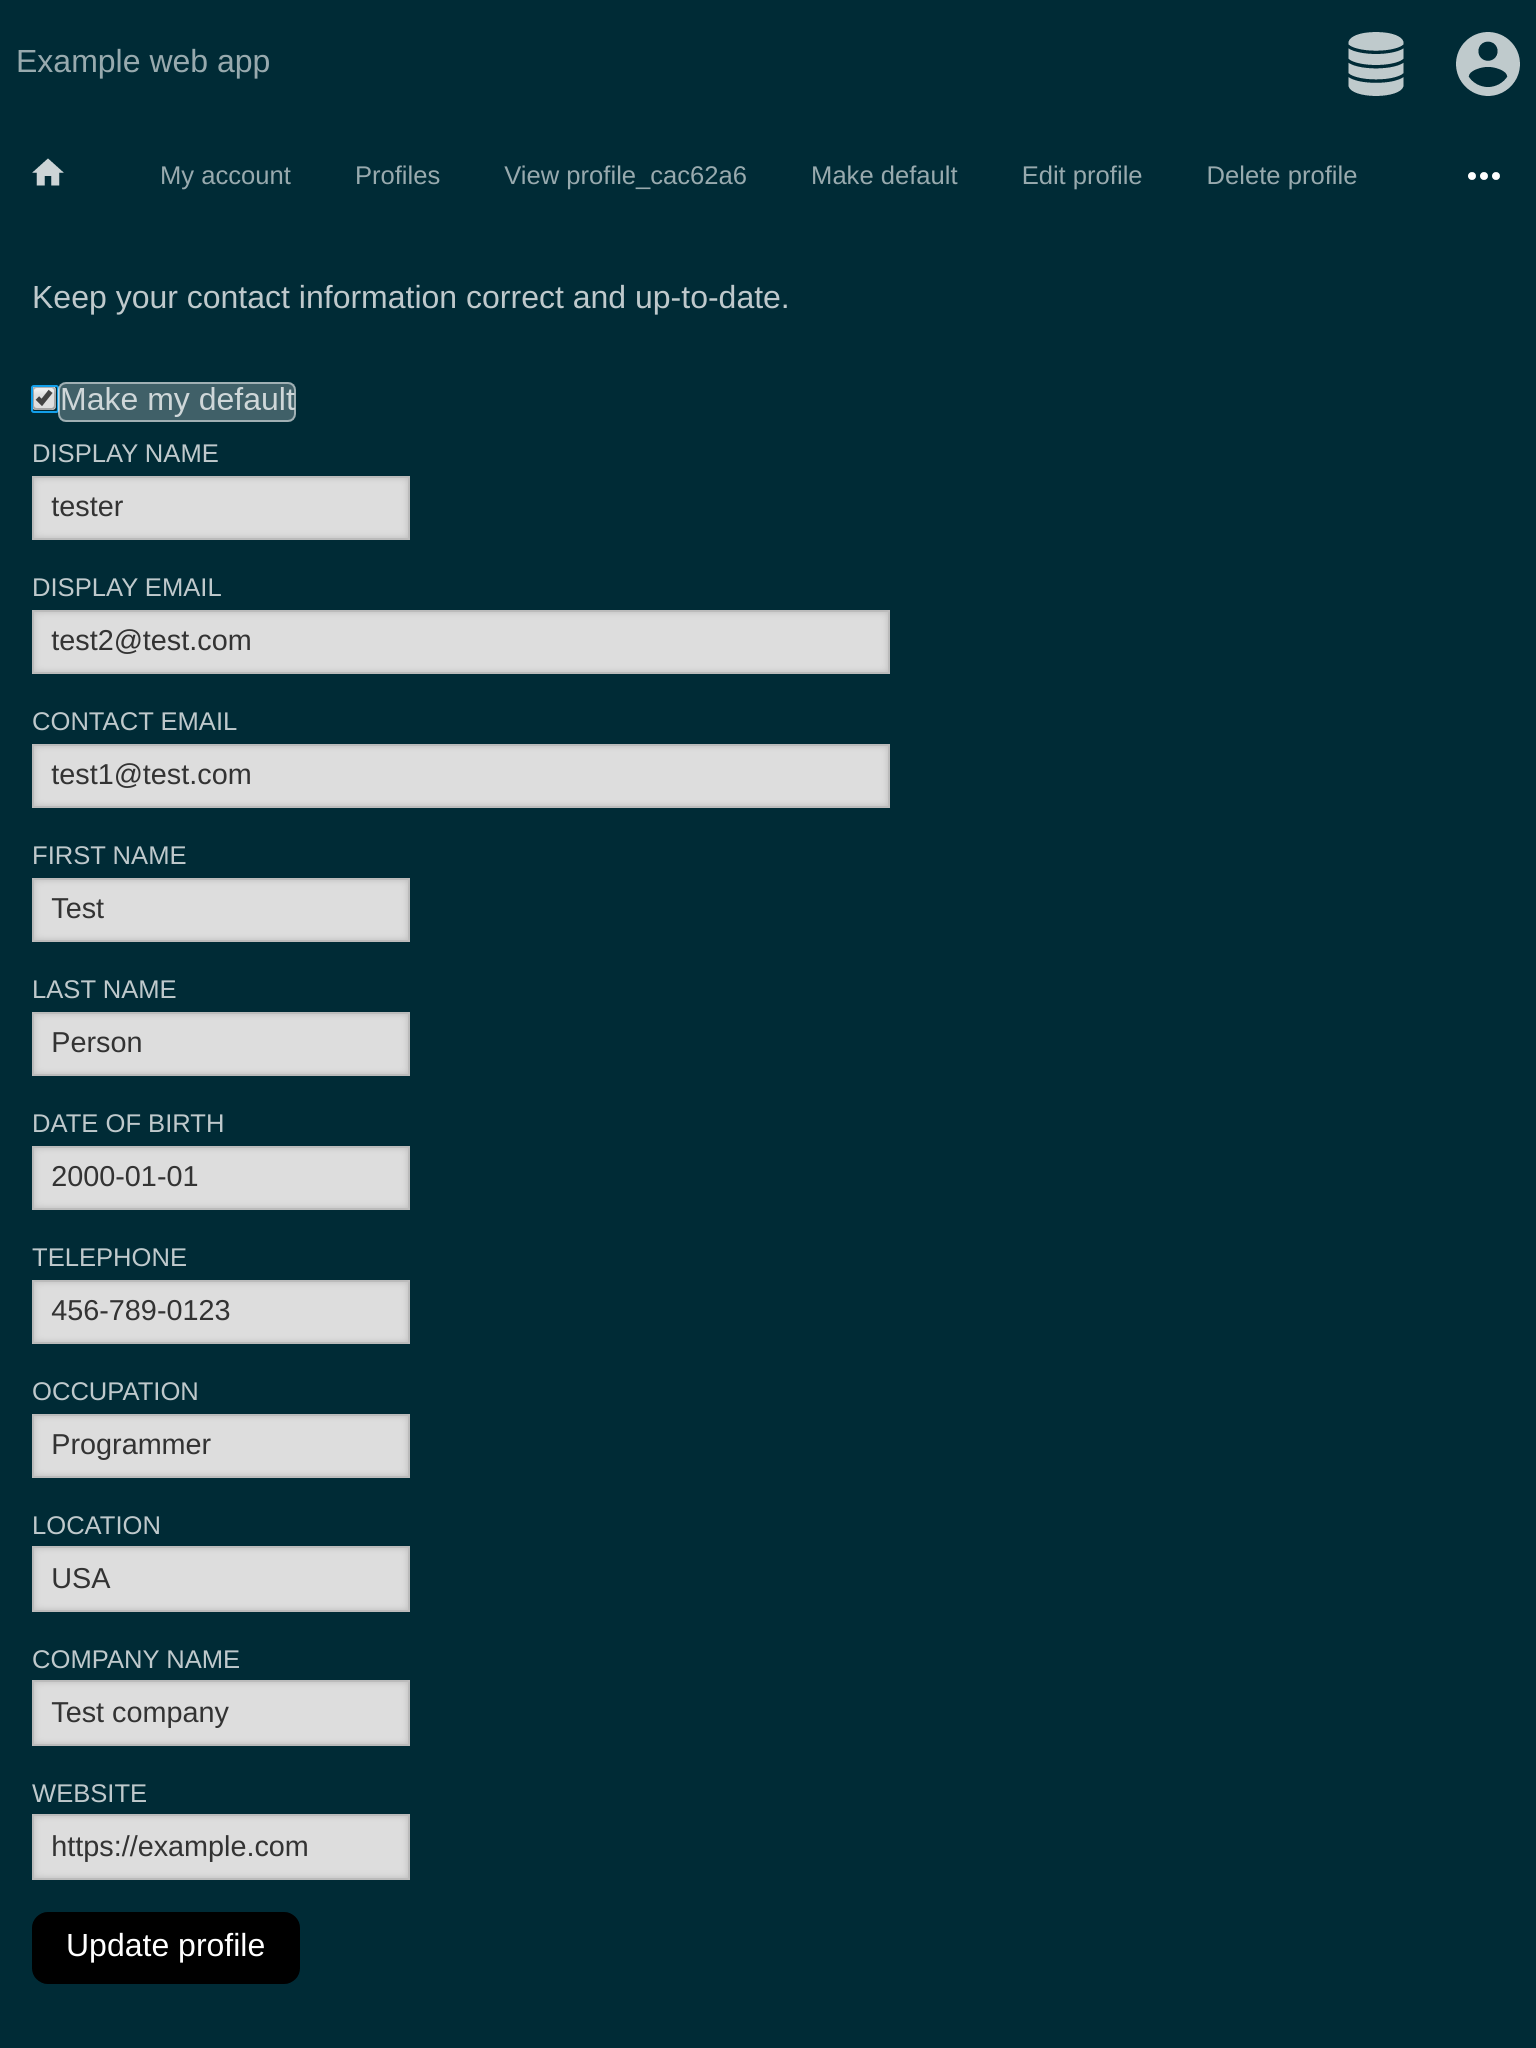 Example web app
My account Profiles View profile_cac62a6 Make default Edit profile Delete profile
Keep your contact information correct and up-to-date.
Make my default
DISPLAY NAME
tester
DISPLAY EMAIL
test2@test.com
CONTACT EMAIL
test1@test.com
FIRST NAME
Test
LAST NAME
Person
DATE OF BIRTH
2000-01-01
TELEPHONE
456-789-0123
OCCUPATION
Programmer
LOCATION
USA
COMPANY NAME
Test company
WEBSITE
https://example.com
Update profile